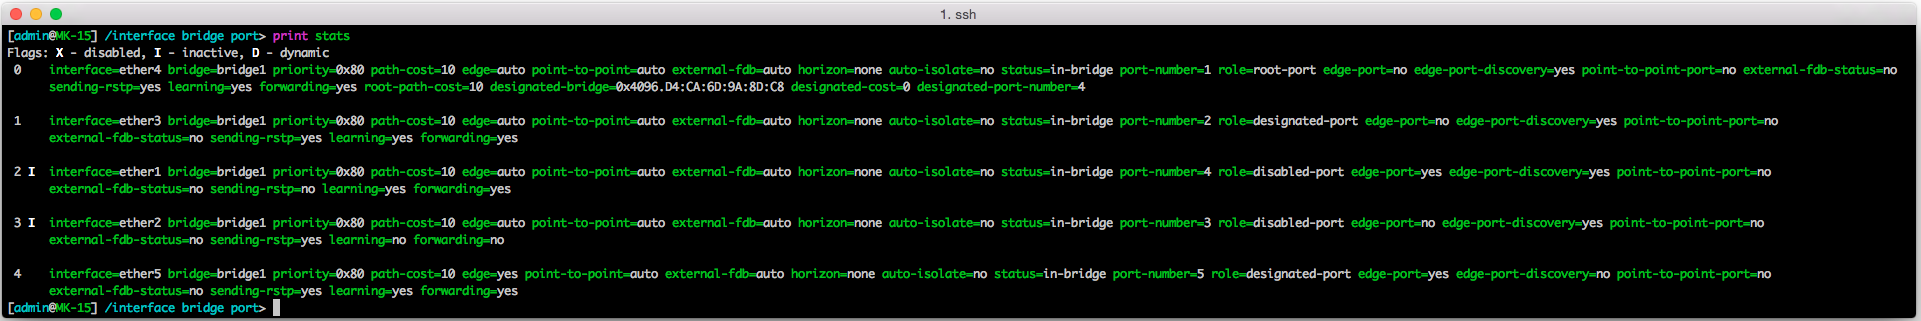 1. ssh
[admin@MK-15] /interface bridge port> print stats
Flags: X - disabled, I - inactive, D - dynamic
0 interface=ether4 bridge=bridge1 priority=0x80 path-cost=10 edge=auto point-to-point=auto external-fdb=auto horizon=none auto-isolate=no status=in-bridge port-number=1 role=root-port edge-port=no edge-port-discovery=yes point-to-point-port=no external-fdb-status=no
sending-rstp=yes learning=yes forwarding=yes root-path-cost=10 designated-bridge=0x4096.D4:CA:6D:9A:8D:C8 designated-cost=0 designated-port-number=4
1 interface=ether3 bridge=bridge1 priority=0x80 path-cost=10 edge=auto point-to-point=auto external-fdb=auto horizon=none auto-isolate=no status=in-bridge port-number=2 role=designated-port edge-port=no edge-port-discovery=yes point-to-point-port=no
external-fdb-status=no sending-rstp=yes learning=yes forwarding=yes
2 I interface=ether1 bridge=bridge1 priority=0x80 path-cost=10 edge=auto point-to-point=auto external-fdb=auto horizon=none auto-isolate=no status=in-bridge port-number=4 role=disabled-port edge-port=yes edge-port-discovery=yes point-to-point-port=no
external-fdb-status=no sending-rstp=no learning=yes forwarding=yes
3 I interface=ether2 bridge=bridge1 priority=0x80 path-cost=10 edge=auto point-to-point=auto external-fdb=auto horizon=none auto-isolate=no status=in-bridge port-number=3 role=disabled-port edge-port=no edge-port-discovery=yes point-to-point-port=no
external-fdb-status=no sending-rstp=yes learning=no forwarding=no
4 interface=ether5 bridge=bridge1 priority=0x80 path-cost=10 edge=yes point-to-point=auto external-fdb=auto horizon=none auto-isolate=no status=in-bridge port-number=5 role=designated-port edge-port=yes edge-port-discovery=no point-to-point-port=no
external-fdb-status=no sending-rstp=yes learning=yes forwarding=yes
[admin@MK-15] /interface bridge port>